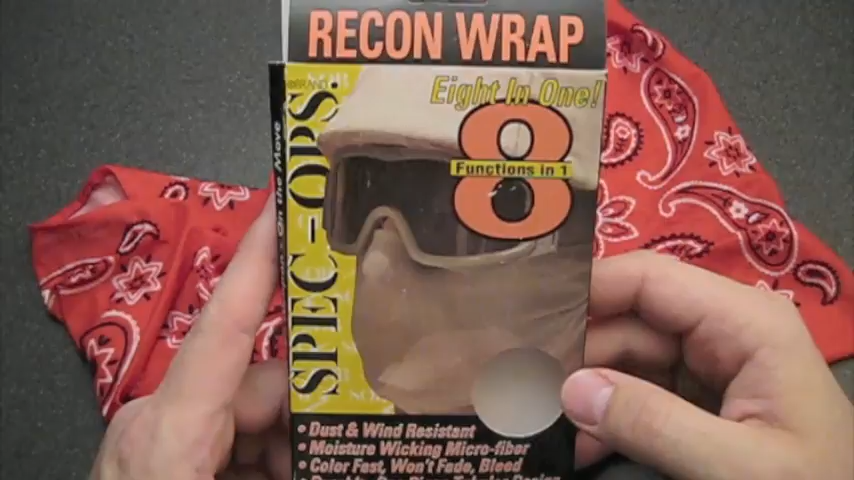 RECON WRAP
Eight In One!
8
Functions in 1
SPEC-OPS.
BRAND
On the Move
• Dust & Wind Resistant
• Moisture Wicking Micro-fiber
• Color Fast, Won't Fade, Bleed